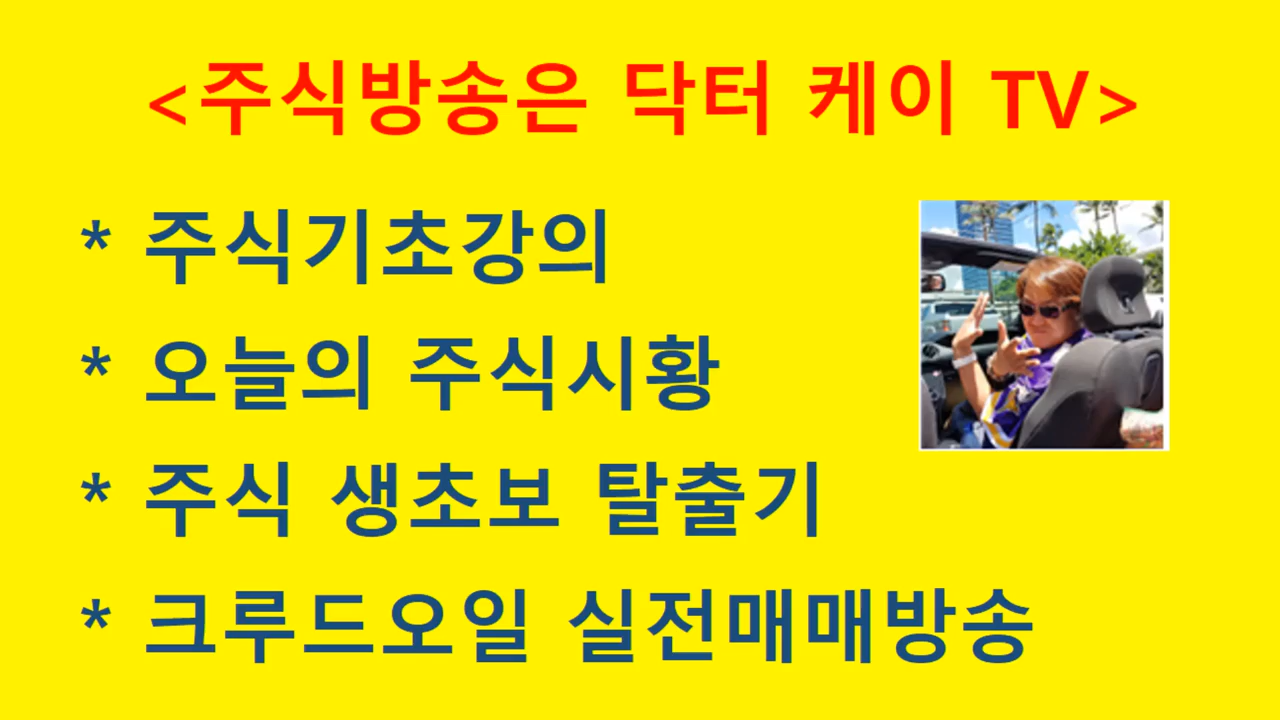 <주식방송은 닥터 케이 TV>
* 주식기초강의
* 오늘의 주식시황
* 주식 생초보 탈출기
* 크루드오일 실전매매방송